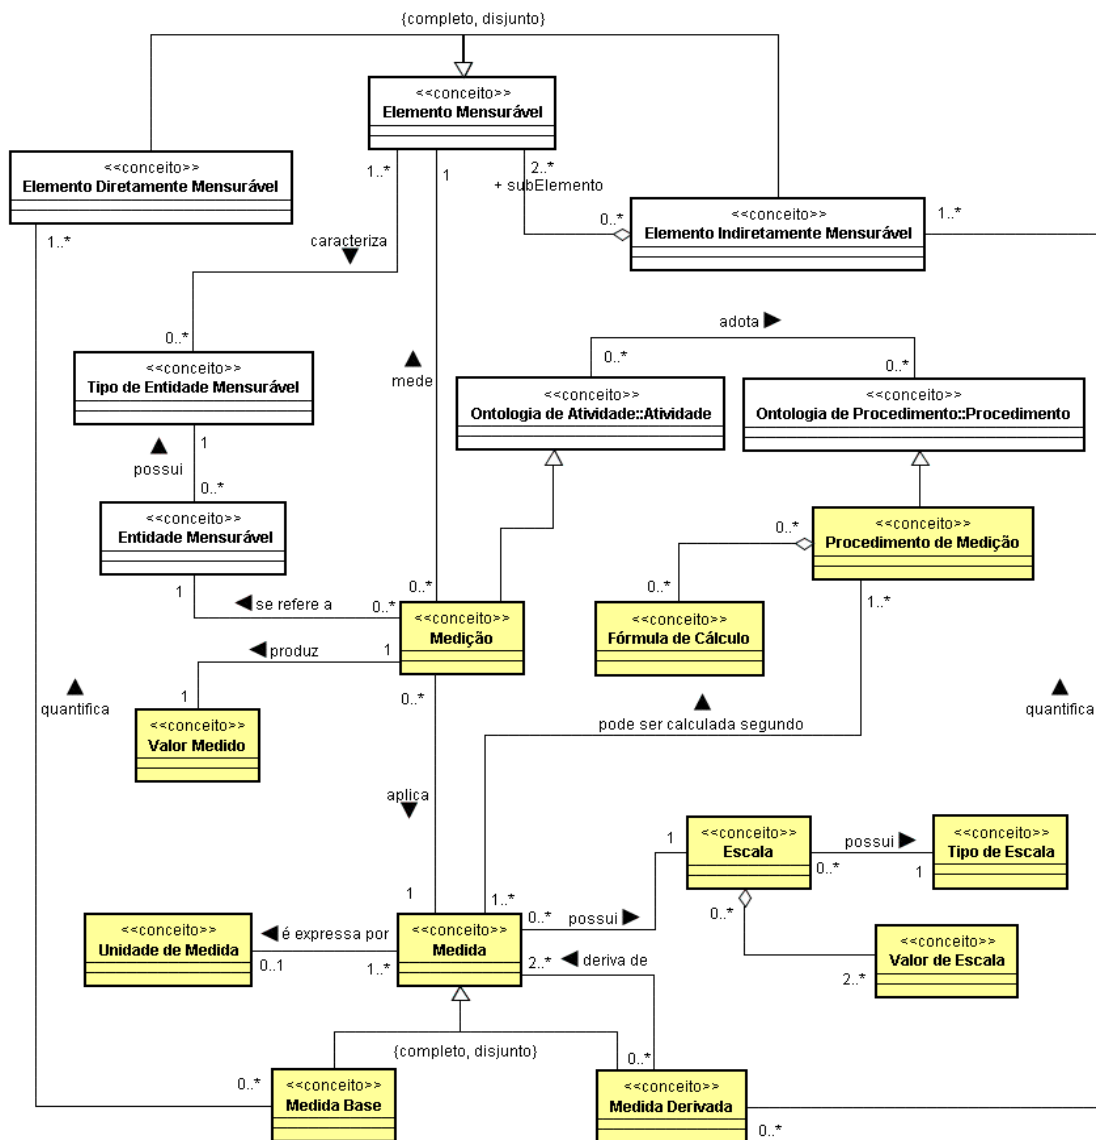 {completo, disjunto}
<<conceito>>
Elemento Mensurável
<<conceito>>
Elemento Diretamente Mensurável
1..*
1
2..*
+ subElemento
<<conceito>>
Elemento Indiretamente Mensurável
0..*
1..*
1..*
caracteriza
adota
0..*
0..*
0..*
<<conceito>>
Tipo de Entidade Mensurável
mede
<<conceito>>
Ontologia de Atividade::Atividade
<<conceito>>
Ontologia de Procedimento::Procedimento
1
possui
0..*
<<conceito>>
Entidade Mensurável
<<conceito>>
Procedimento de Medição
0..*
1
se refere a
0..*
0..*
0..*
1..*
<<conceito>>
Medição
<<conceito>>
Fórmula de Cálculo
produz
1
1
0..*
quantifica
pode ser calculada segundo
quantifica
<<conceito>>
Valor Medido
aplica
<<conceito>>
Escala
<<conceito>>
Tipo de Escala
1
possui
0..*
1
1
1..*
0..*
possui
0..*
<<conceito>>
Unidade de Medida
é expressa por
0..1
1..*
<<conceito>>
Medida
2..*
deriva de
<<conceito>>
Valor de Escala
2..*
{completo, disjunto}
0..*
0..*
<<conceito>>
Medida Base
<<conceito>>
Medida Derivada
0..*